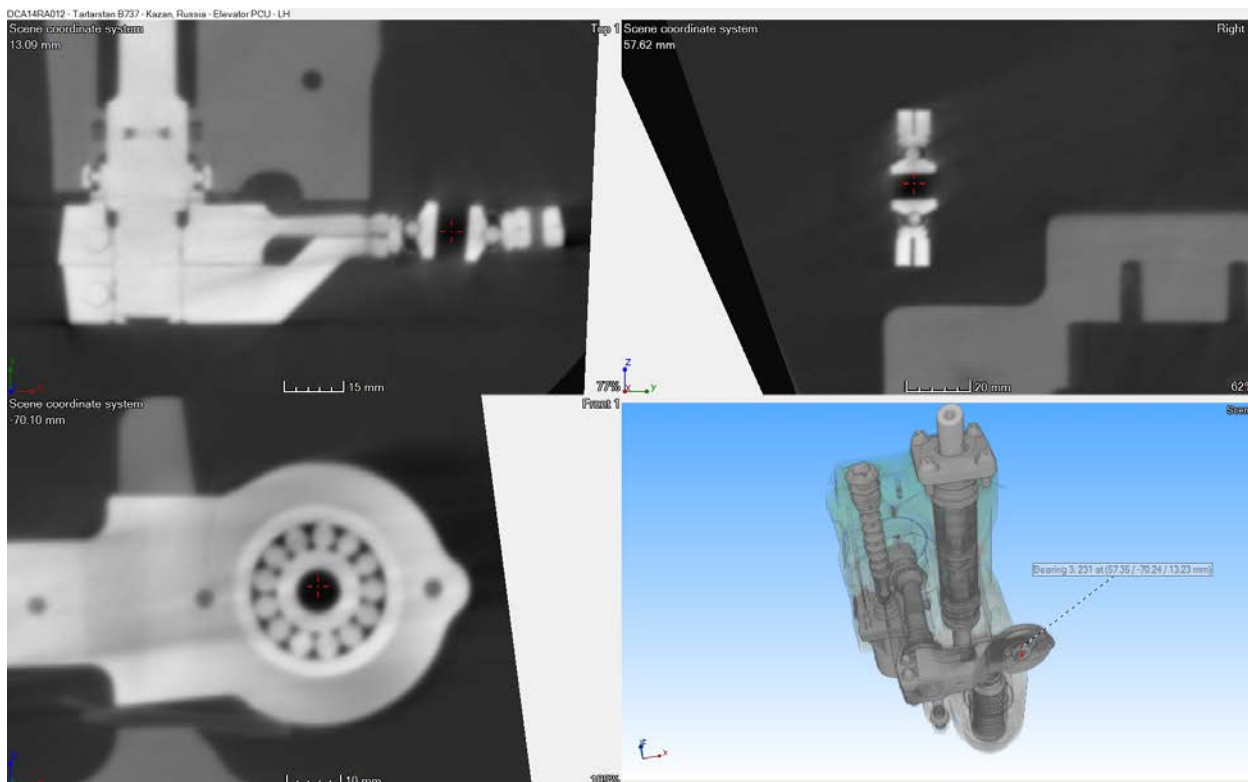 DCA14RA012 - Tartarstan B737 - Kazan, Russia - Elevator PCU - LH
Scene coordinate system
13.09 mm
Top 1
15 mm
77%
Scene coordinate system
57.62 mm
Right
Z
Y
20 mm
62%
Scene coordinate system
-70.10 mm
Front 1
10 mm
Scen
Bearing 3: 231 at (57.35 / -70.24 / 13.23 mm)
Z
X